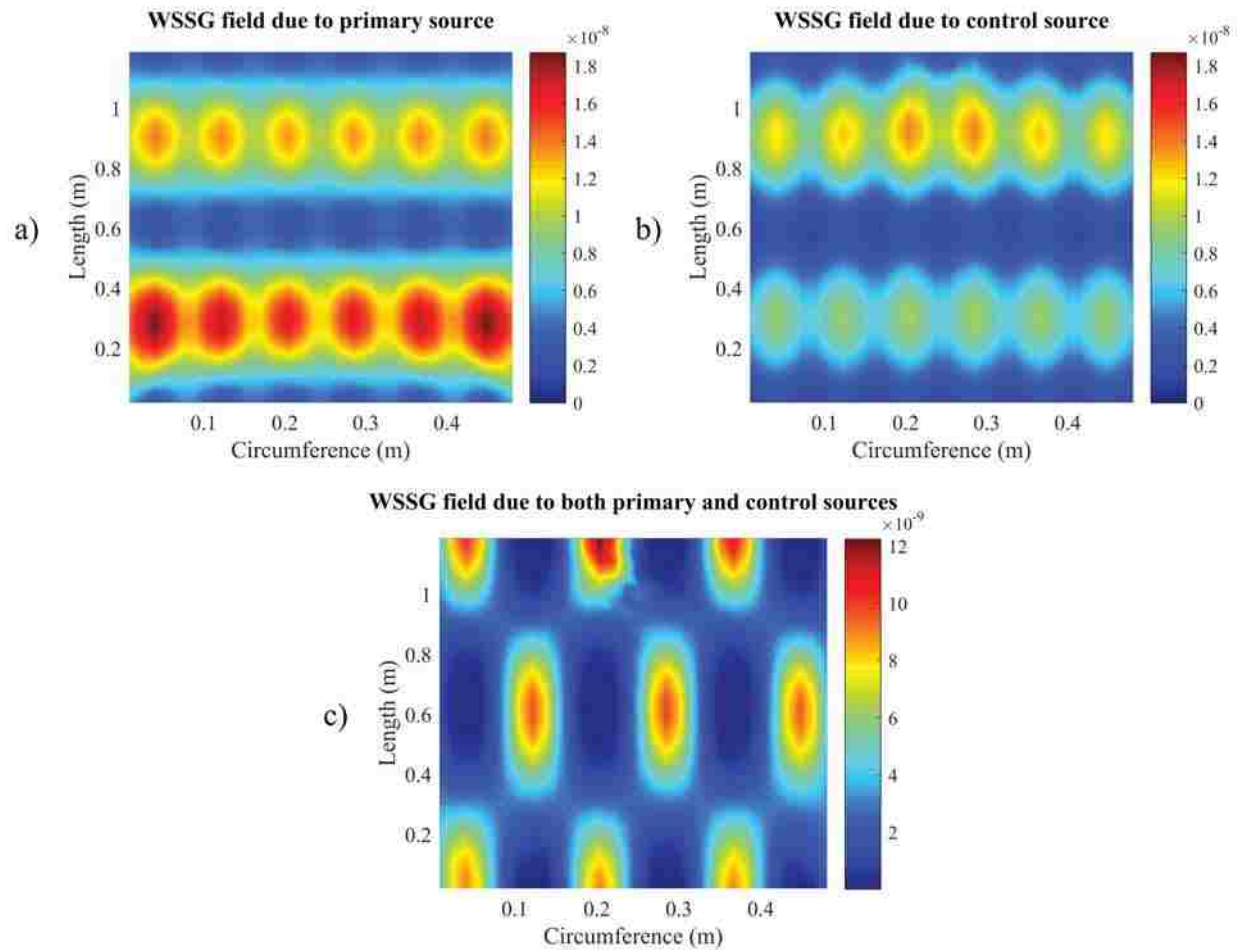 WSSG field due to primary source
×10⁻⁸
1.8
1.6
1.4
1.2
1
0.8
0.6
0.4
0.2
0
1
0.8
0.6
0.4
0.2
Length (m)
a)
0.1 0.2 0.3 0.4
Circumference (m)
WSSG field due to control source
×10⁻⁸
1.8
1.6
1.4
1.2
1
0.8
0.6
0.4
0.2
0
1
0.8
0.6
0.4
0.2
Length (m)
b)
0.1 0.2 0.3 0.4
Circumference (m)
WSSG field due to both primary and control sources
×10⁻⁹
12
10
8
6
4
2
1
0.8
0.6
0.4
0.2
Length (m)
c)
0.1 0.2 0.3 0.4
Circumference (m)